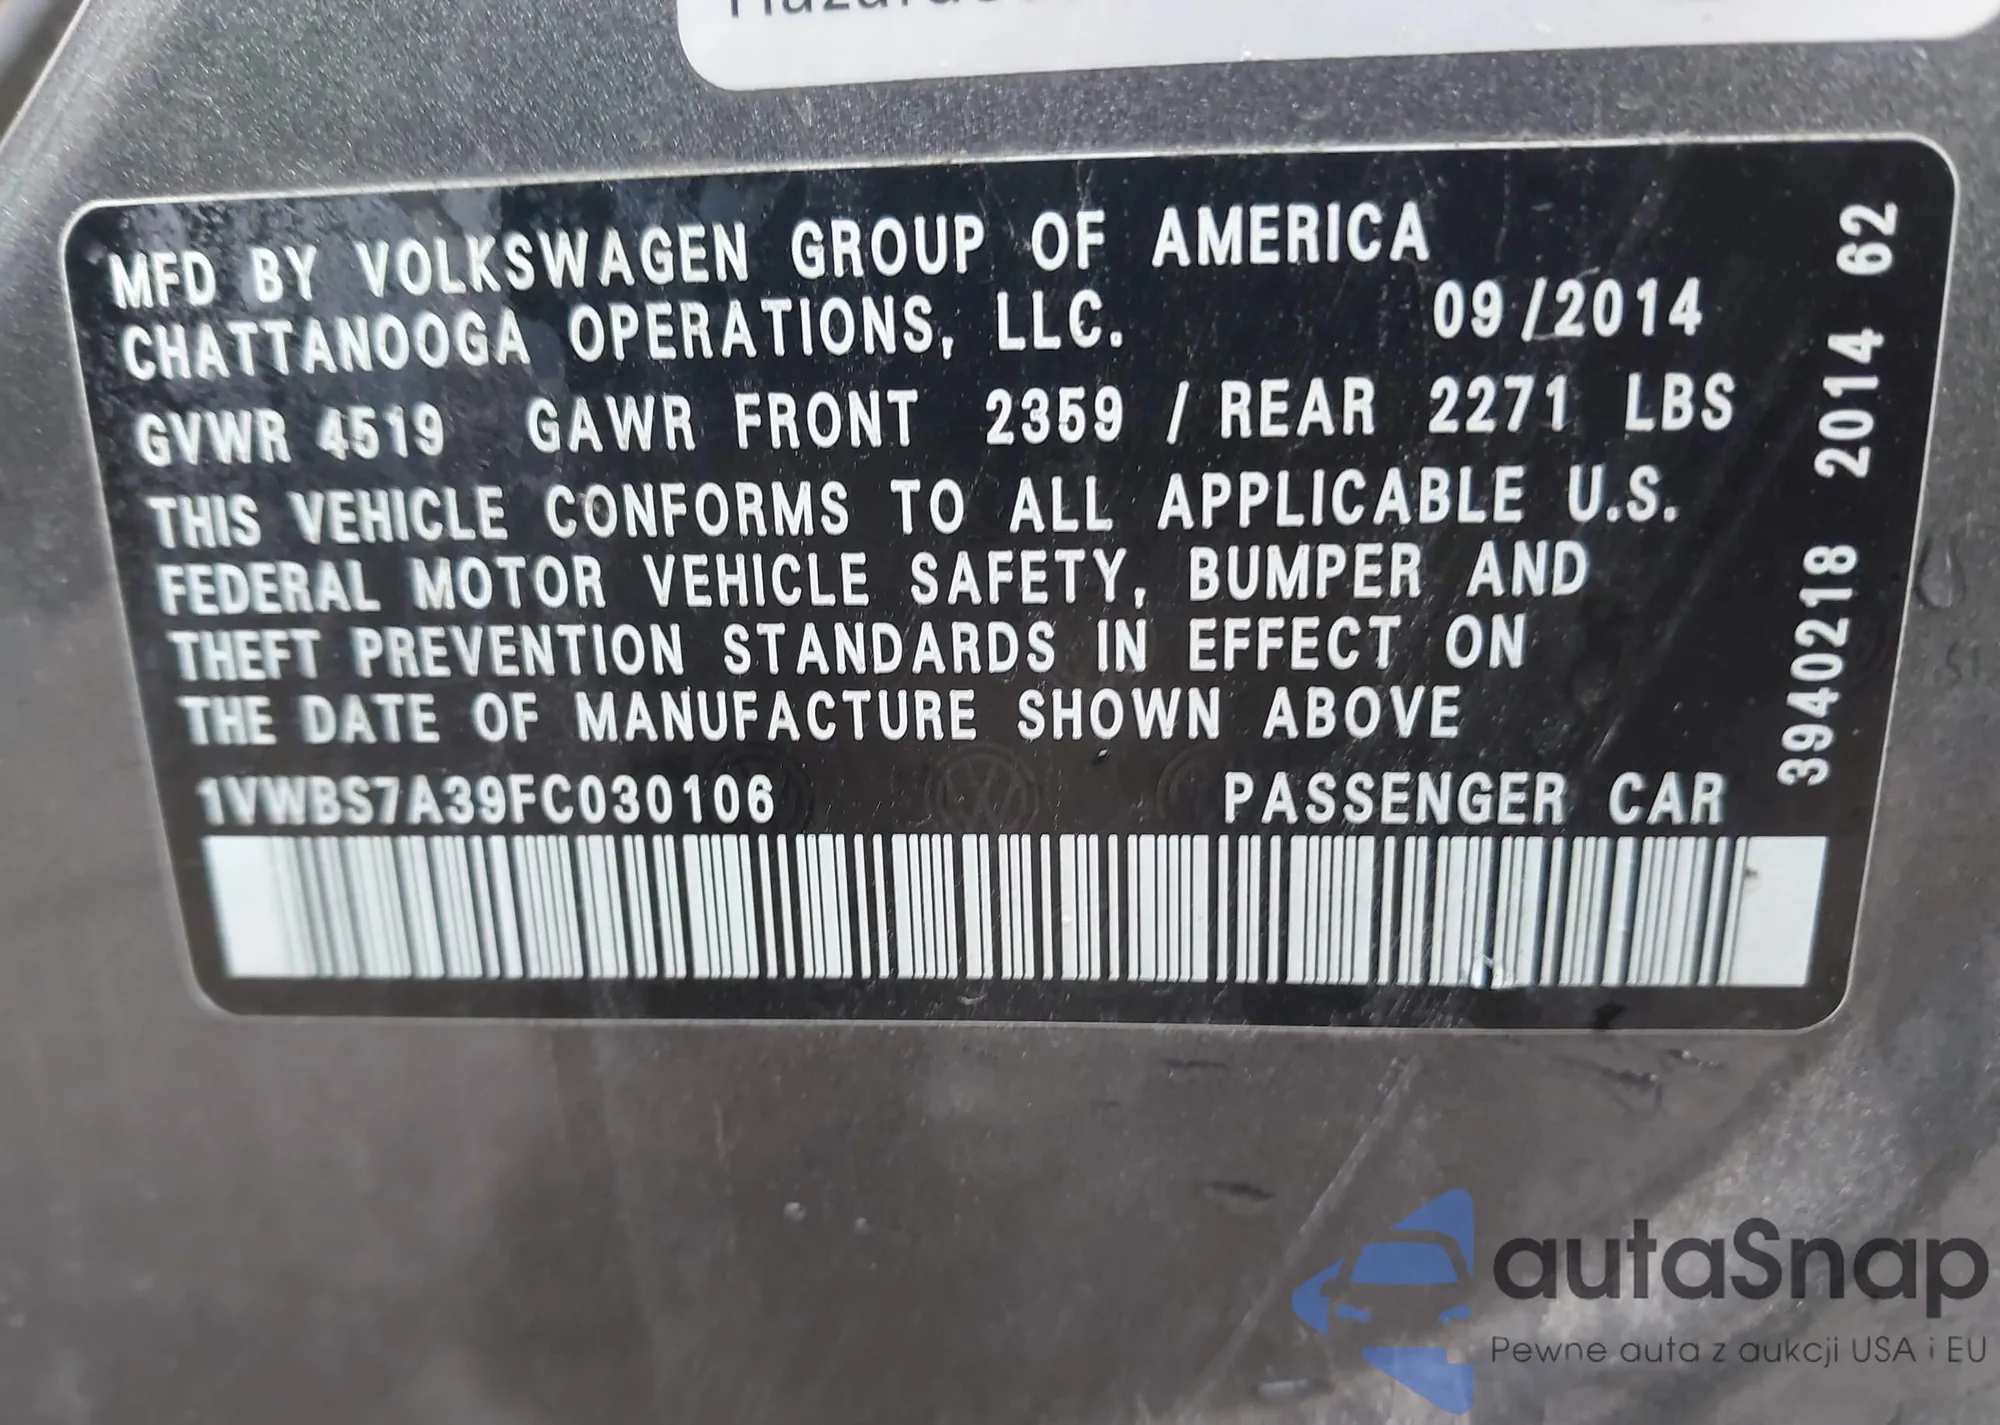 MFD BY VOLKSWAGEN GROUP OF AMERICA
CHATTANOOGA OPERATIONS, LLC. 09/2014
GVWR 4519 GAWR FRONT 2359 / REAR 2271 LBS
THIS VEHICLE CONFORMS TO ALL APPLICABLE U.S.
FEDERAL MOTOR VEHICLE SAFETY, BUMPER AND
THEFT PREVENTION STANDARDS IN EFFECT ON
THE DATE OF MANUFACTURE SHOWN ABOVE
1VWBS7A39FC030106 PASSENGER CAR
3940218 2014 62
autaSnap
Pewne auta z aukcji USA i EU